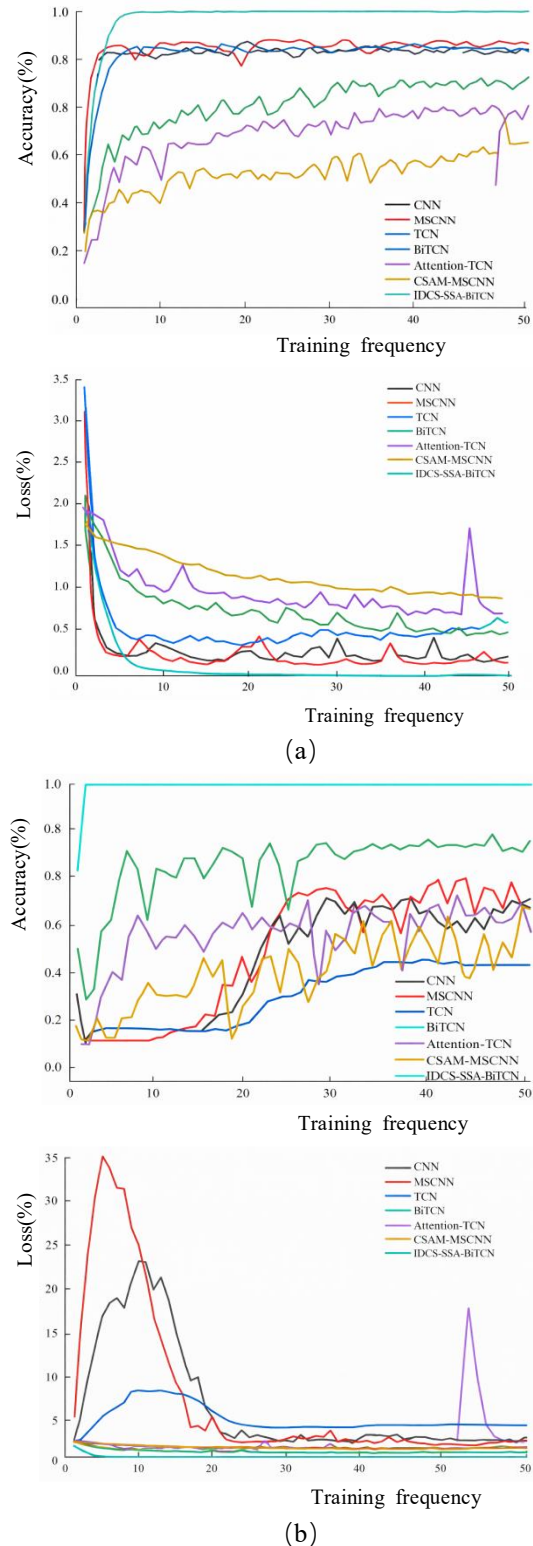 Accuracy(%)
1.0
0.8
0.8
0.6
0.4
0.2
0.0
CNN
MSCNN
TCN
BiTCN
Attention-TCN
CSAM-MSCNN
IDCS-SSA-BiTCN
0 10 20 30 40 50
Training frequency
Loss(%)
3.5
3.0
2.5
2.0
1.5
1.0
0.5
0.0
CNN
MSCNN
TCN
BiTCN
Attention-TCN
CSAM-MSCNN
IDCS-SSA-BiTCN
0 10 20 30 40 50
Training frequency
(a)
Accuracy(%)
1.0
0.8
0.6
0.4
0.2
0.0
CNN
MSCNN
TCN
BiTCN
Attention-TCN
CSAM-MSCNN
IDCS-SSA-BiTCN
0 10 20 30 40 50
Training frequency
Loss(%)
35
30
25
20
15
10
5
0
CNN
MSCNN
TCN
BiTCN
Attention-TCN
CSAM-MSCNN
IDCS-SSA-BiTCN
0 10 20 30 40 50
Training frequency
(b)